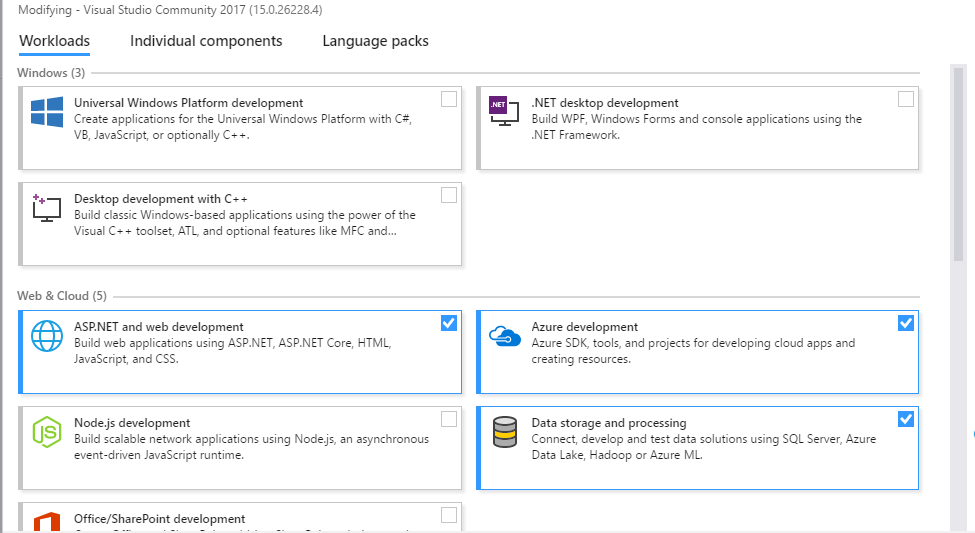 Modifying - Visual Studio Community 2017 (15.0.26228.4)
Workloads Individual components Language packs
Windows (3)
Universal Windows Platform development
Create applications for the Universal Windows Platform with C#,
VB, JavaScript, or optionally C++.
.NET
.NET desktop development
Build WPF, Windows Forms and console applications using the
.NET Framework.
Desktop development with C++
Build classic Windows-based applications using the power of the
Visual C++ toolset, ATL, and optional features like MFC and...
Web & Cloud (5)
ASP.NET and web development
Build web applications using ASP.NET, ASP.NET Core, HTML,
JavaScript, and CSS.
Azure development
Azure SDK, tools, and projects for developing cloud apps and
creating resources.
JS
Node.js development
Build scalable network applications using Node.js, an asynchronous
event-driven JavaScript runtime.
Data storage and processing
Connect, develop and test data solutions using SQL Server, Azure
Data Lake, Hadoop or Azure ML.
Office/SharePoint development